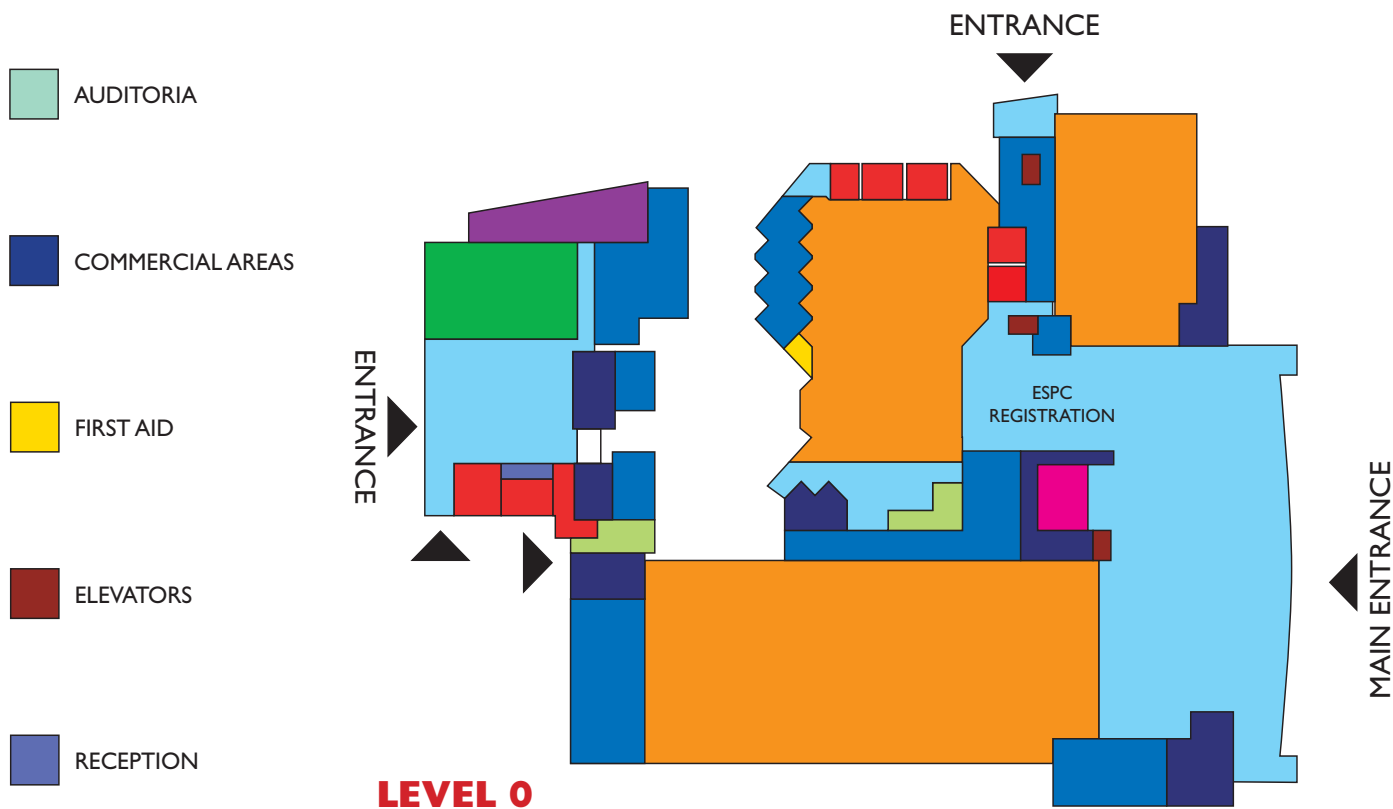 ENTRANCE
AUDITORIA
COMMERCIAL AREAS
FIRST AID
ELEVATORS
RECEPTION
ENTRANCE
ESPC
REGISTRATION
MAIN ENTRANCE
LEVEL 0